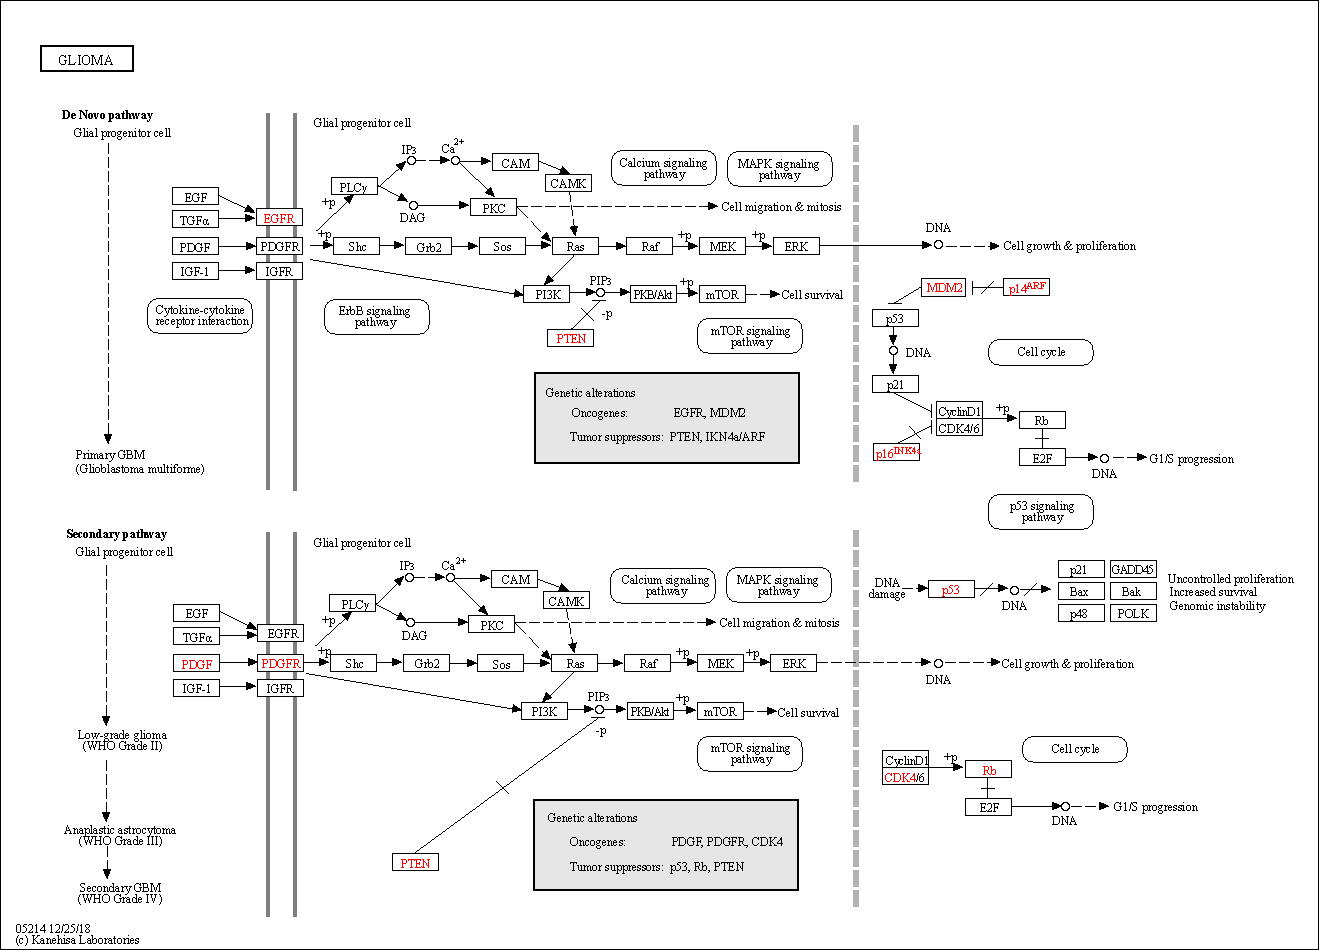 GLIOMA
De Novo pathway
Glial progenitor cell
Primary GBM
(Glioblastoma multiforme)
EGF
TGFα
PDGF
IGF-1
EGFR
PDGFR
IGFR
Cytokine-cytokine
receptor interaction
Glial progenitor cell
IP3
Ca2+
CAM
CAMK
PLCγ
DAG
PKC
+p
+p
Shc
Grb2
Sos
Ras
Raf
+p
MEK
+p
ERK
Calcium signaling
pathway
MAPK signaling
pathway
Cell migration & mitosis
DNA
Cell growth & proliferation
PI3K
PIP3
-p
PKB/Akt
+p
mTOR
Cell survival
PTEN
ErbB signaling
pathway
mTOR signaling
pathway
MDM2
p14ARF
p53
DNA
p21
Cell cycle
CyclinD1
CDK4/6
+p
Rb
p16INK4a
E2F
DNA
G1/S progression
p53 signaling
pathway
Genetic alterations
Oncogenes: EGFR, MDM2
Tumor suppressors: PTEN, IKN4a/ARF
Secondary pathway
Glial progenitor cell
Low-grade glioma
(WHO Grade II)
Anaplastic astrocytoma
(WHO Grade III)
Secondary GBM
(WHO Grade IV)
EGF
TGFα
PDGF
IGF-1
EGFR
PDGFR
IGFR
Glial progenitor cell
IP3
Ca2+
CAM
CAMK
PLCγ
DAG
PKC
+p
+p
Shc
Grb2
Sos
Ras
Raf
+p
MEK
+p
ERK
Calcium signaling
pathway
MAPK signaling
pathway
Cell migration & mitosis
DNA
Cell growth & proliferation
PI3K
PIP3
-p
PKB/Akt
+p
mTOR
Cell survival
mTOR signaling
pathway
PTEN
DNA
damage
p53
DNA
p21
GADD45
Bax
Bak
p48
POLK
Uncontrolled proliferation
Increased survival
Genomic instability
CyclinD1
CDK4/6
+p
Rb
Cell cycle
E2F
DNA
G1/S progression
Genetic alterations
Oncogenes: PDGF, PDGFR, CDK4
Tumor suppressors: p53, Rb, PTEN
05214 12/25/18
(c) Kanehisa Laboratories